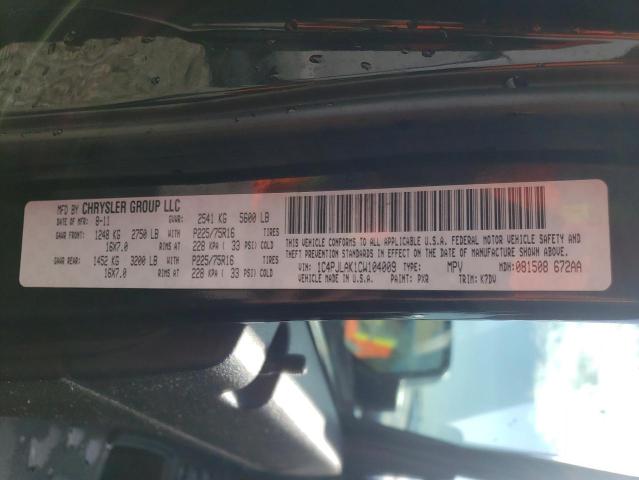 MFD BY CHRYSLER GROUP LLC
DATE OF MFR: 8-11 GVWR: 2541 KG 5600 LB
GAWR FRONT: 1248 KG 2750 LB WITH P225/75R16 TIRES
16X7.0 RIMS AT 228 KPA ( 33 PSI) COLD
GAWR REAR: 1452 KG 3200 LB WITH P225/75R16 TIRES
16X7.0 RIMS AT 228 KPA ( 33 PSI) COLD
THIS VEHICLE CONFORMS TO ALL APPLICABLE U.S.A. FEDERAL MOTOR VEHICLE SAFETY AND
THEFT PREVENTION STANDARDS IN EFFECT ON THE DATE OF MANUFACTURE SHOWN ABOVE.
VIN: 1C4PJLAK1CW104009 TYPE: MPV MDH: 081508 672AA
VEHICLE MADE IN U.S.A. PAINT: PXR TRIM: K7DV